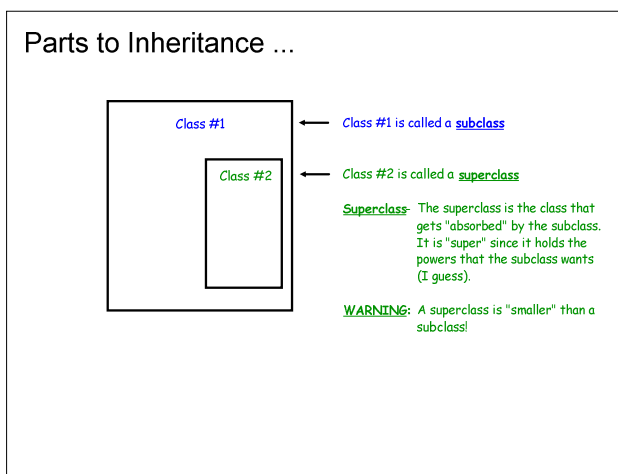 Parts to Inheritance ...
Class #1
Class #1 is called a subclass
Class #2
Class #2 is called a superclass
Superclass- The superclass is the class that
gets "absorbed" by the subclass.
It is "super" since it holds the
powers that the subclass wants
(I guess).
WARNING: A superclass is "smaller" than a
subclass!